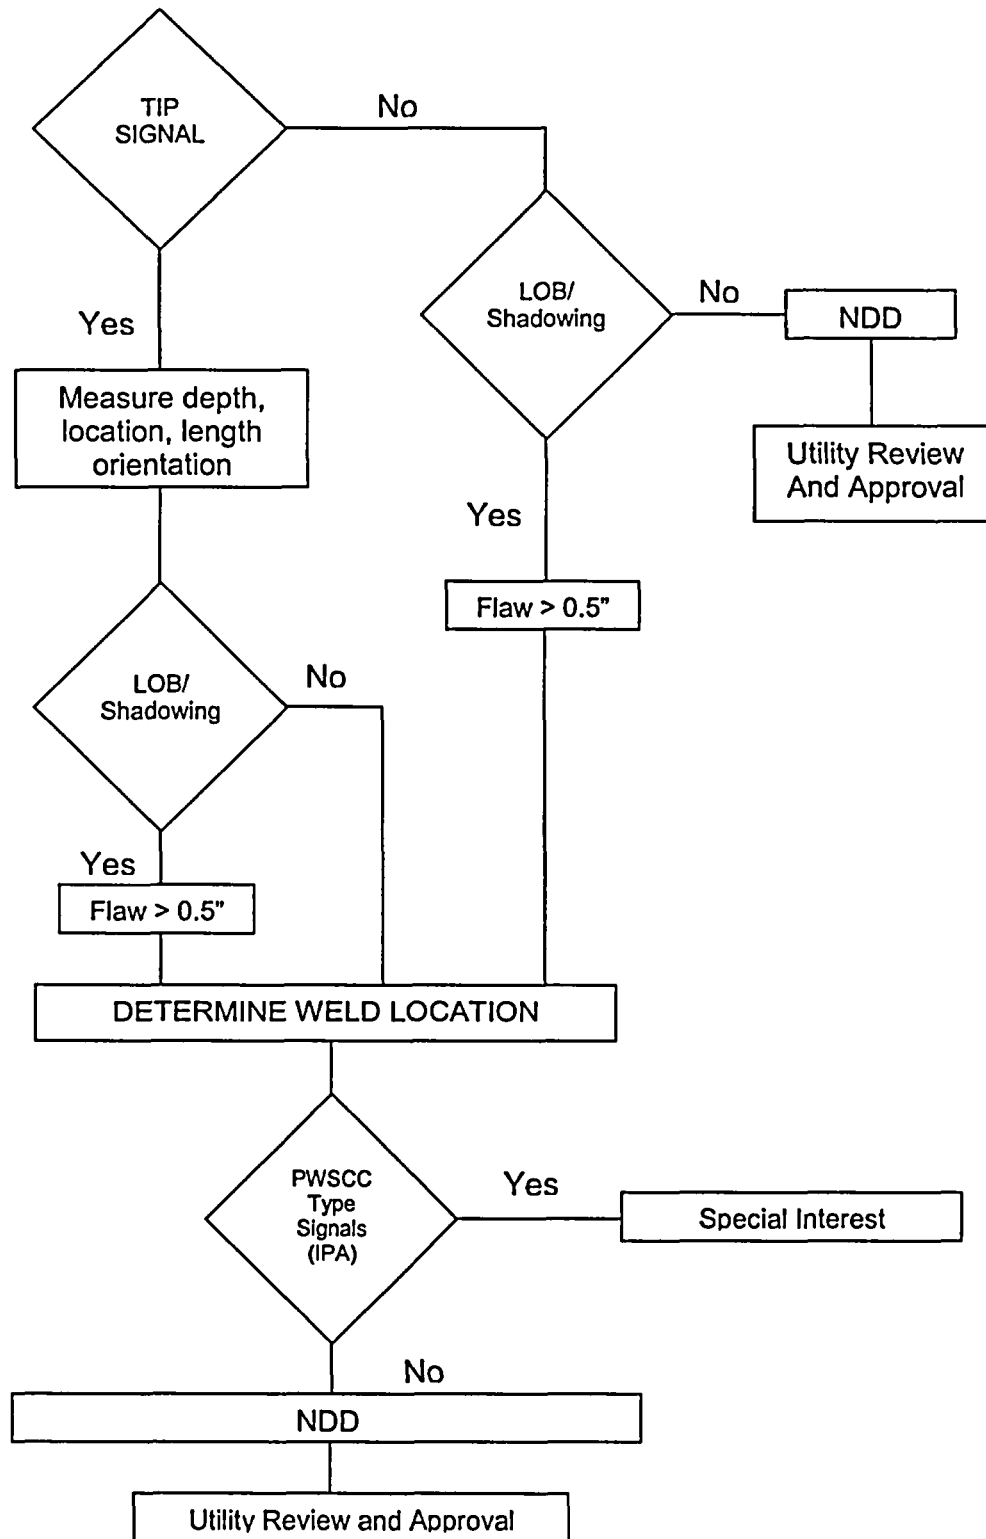 TIP
SIGNAL
No
LOB/
Shadowing
No
NDD
Yes
Measure depth,
location, length
orientation
Utility Review
And Approval
Yes
Flaw > 0.5"
LOB/
Shadowing
No
Yes
Flaw > 0.5"
DETERMINE WELD LOCATION
PWSCC
Type
Signals
(IPA)
Yes
Special Interest
No
NDD
Utility Review and Approval